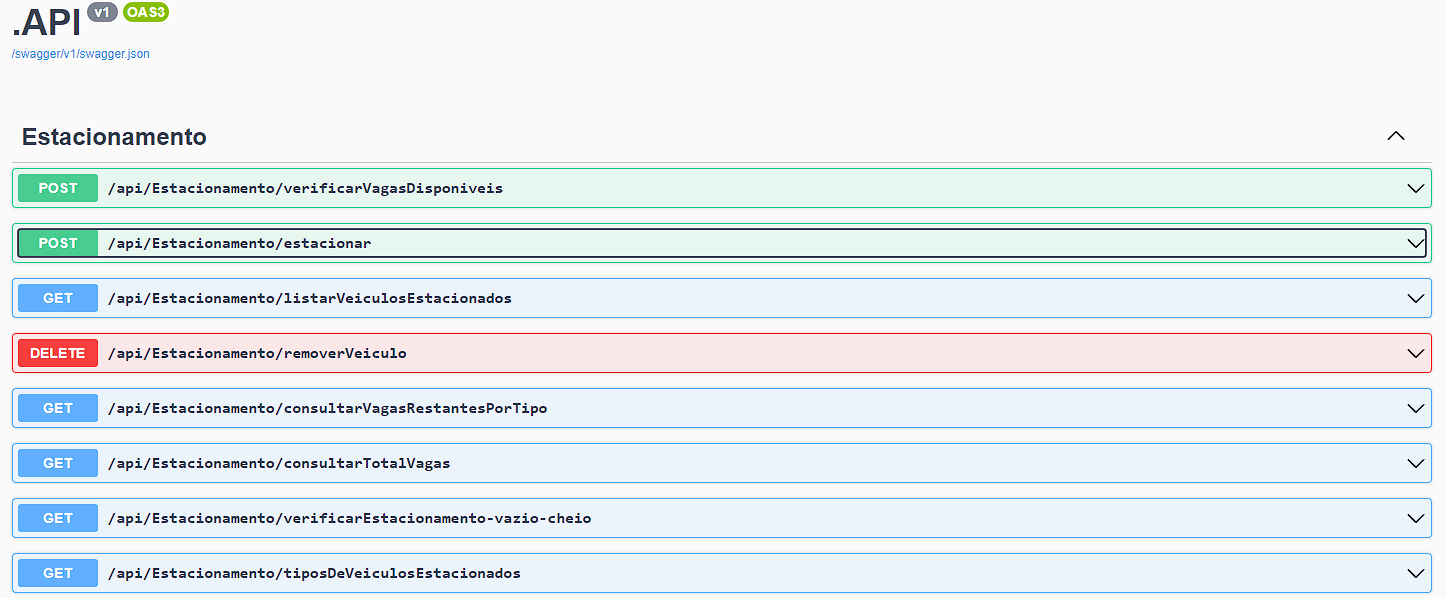 .API v1 OAS3
/swagger/v1/swagger.json
Estacionamento
POST /api/Estacionamento/verificarVagasDisponiveis
POST /api/Estacionamento/estacionar
GET /api/Estacionamento/listarVeiculosEstacionados
DELETE /api/Estacionamento/removerVeiculo
GET /api/Estacionamento/consultarVagasRestantesPorTipo
GET /api/Estacionamento/consultarTotalVagas
GET /api/Estacionamento/verificarEstacionamento-vazio-cheio
GET /api/Estacionamento/tiposDeVeiculosEstacionados